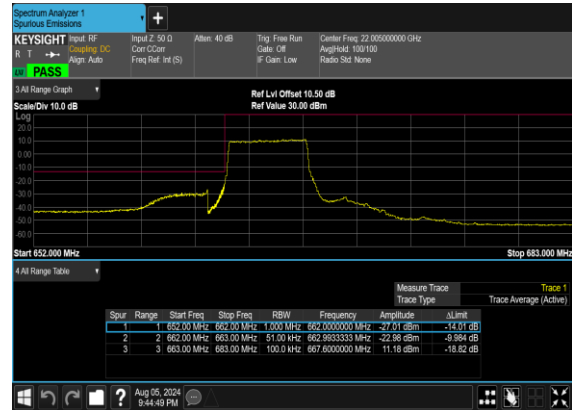 Spectrum Analyzer 1
Spurious Emissions
+
KEYSIGHT Input: RF Input Z: 50 Ω Atten: 40 dB Trig: Free Run Center Freq: 22.005000000 GHz
R T Coupling: DC Corr CCorr Gate: Off Avg|Hold: 100/100
Align: Auto Freq Ref: Int (S) IF Gain: Low Radio Std: None
PASS
3 All Range Graph
Ref Lvl Offset 10.50 dB
Scale/Div 10.0 dB Ref Value 30.00 dBm
Log
20.0
10.0
0.00
-10.0
-20.0
-30.0
-40.0
-50.0
-60.0
Start 652.000 MHz Stop 683.000 MHz
4 All Range Table
Measure Trace Trace 1
Trace Type Trace Average (Active)
Spur Range Start Freq Stop Freq RBW Frequency Amplitude ΔLimit
1 1 652.00 MHz 662.00 MHz 1.000 MHz 662.0000000 MHz -27.01 dBm -14.01 dB
2 2 662.00 MHz 663.00 MHz 51.00 kHz 662.9933333 MHz -22.98 dBm -9.984 dB
3 3 663.00 MHz 683.00 MHz 100.0 kHz 667.6000000 MHz 11.18 dBm -18.82 dB
? Aug 05, 2024
9:44:49 PM